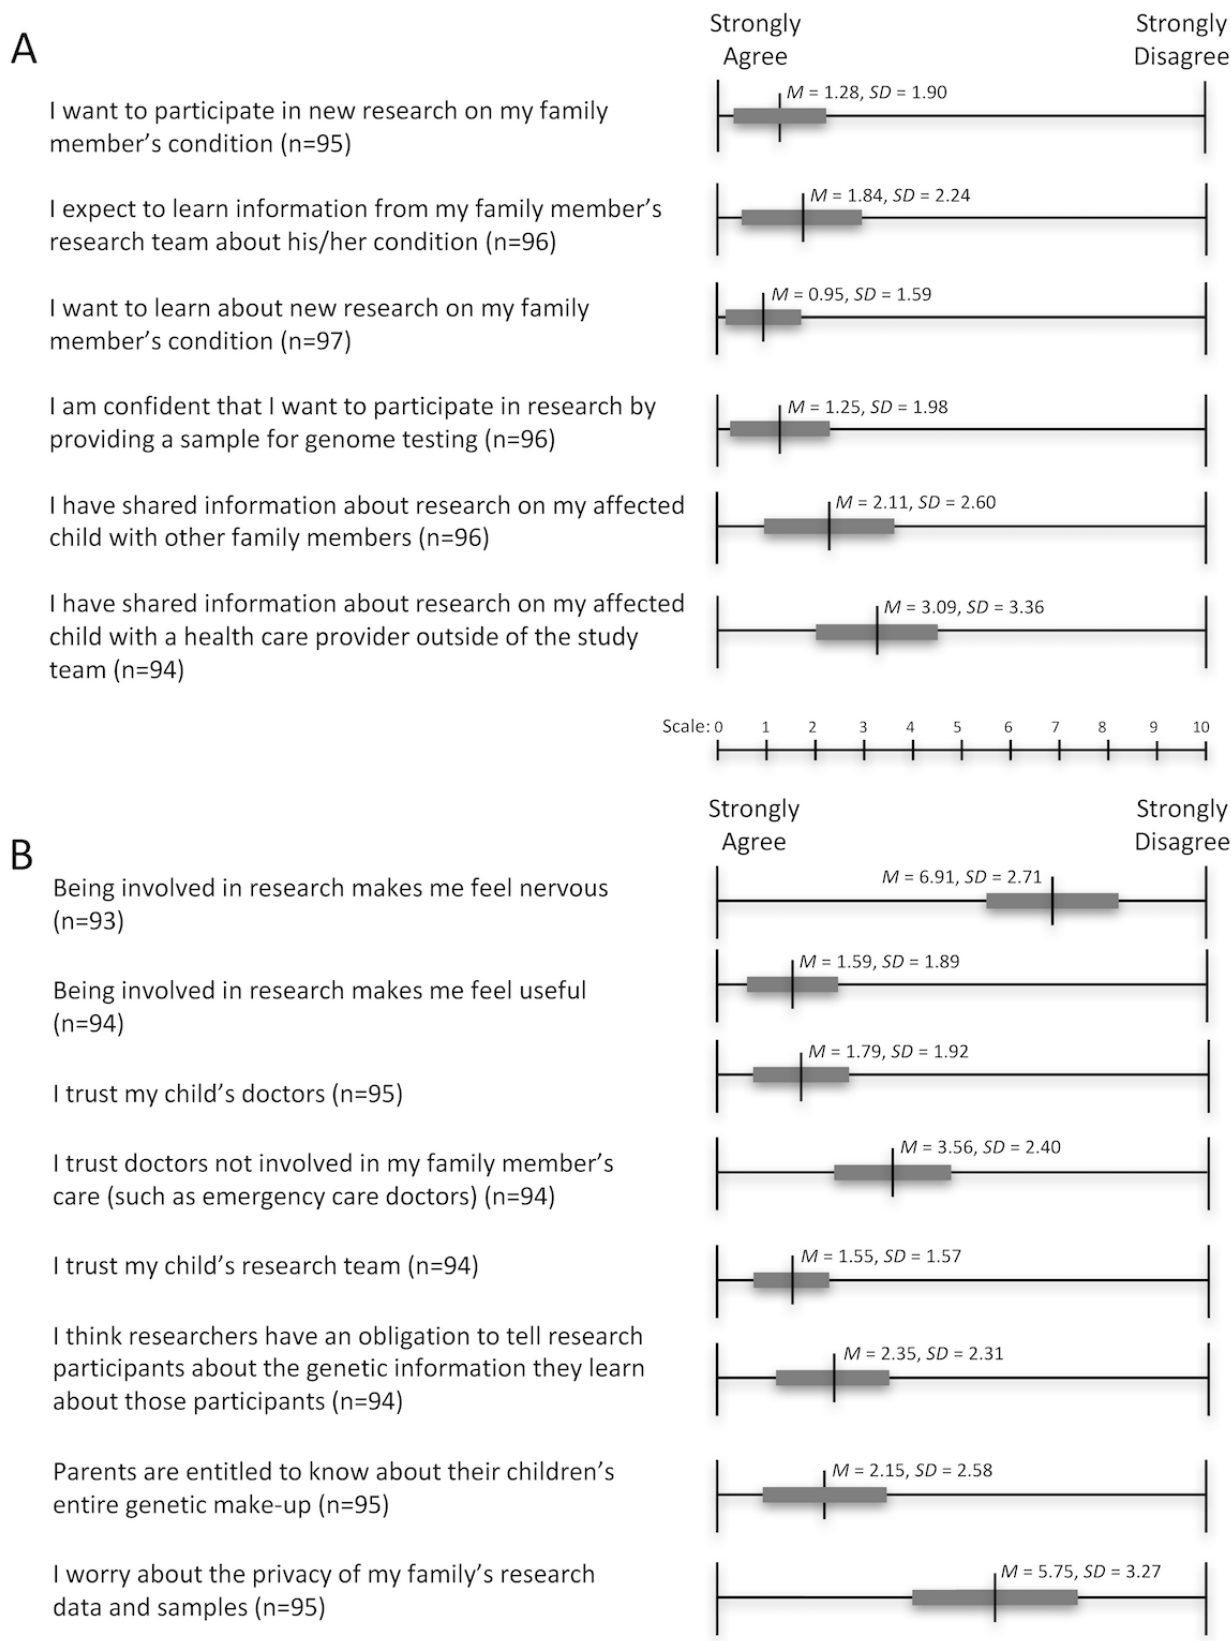 A
Strongly
Agree
Strongly
Disagree
I want to participate in new research on my family
member’s condition (n=95)
M = 1.28, SD = 1.90
I expect to learn information from my family member’s
research team about his/her condition (n=96)
M = 1.84, SD = 2.24
I want to learn about new research on my family
member’s condition (n=97)
M = 0.95, SD = 1.59
I am confident that I want to participate in research by
providing a sample for genome testing (n=96)
M = 1.25, SD = 1.98
I have shared information about research on my affected
child with other family members (n=96)
M = 2.11, SD = 2.60
I have shared information about research on my affected
child with a health care provider outside of the study
team (n=94)
M = 3.09, SD = 3.36
Scale: 0 1 2 3 4 5 6 7 8 9 10
B
Strongly
Agree
Strongly
Disagree
Being involved in research makes me feel nervous
(n=93)
M = 6.91, SD = 2.71
Being involved in research makes me feel useful
(n=94)
M = 1.59, SD = 1.89
I trust my child’s doctors (n=95)
M = 1.79, SD = 1.92
I trust doctors not involved in my family member’s
care (such as emergency care doctors) (n=94)
M = 3.56, SD = 2.40
I trust my child’s research team (n=94)
M = 1.55, SD = 1.57
I think researchers have an obligation to tell research
participants about the genetic information they learn
about those participants (n=94)
M = 2.35, SD = 2.31
Parents are entitled to know about their children’s
entire genetic make-up (n=95)
M = 2.15, SD = 2.58
I worry about the privacy of my family’s research
data and samples (n=95)
M = 5.75, SD = 3.27